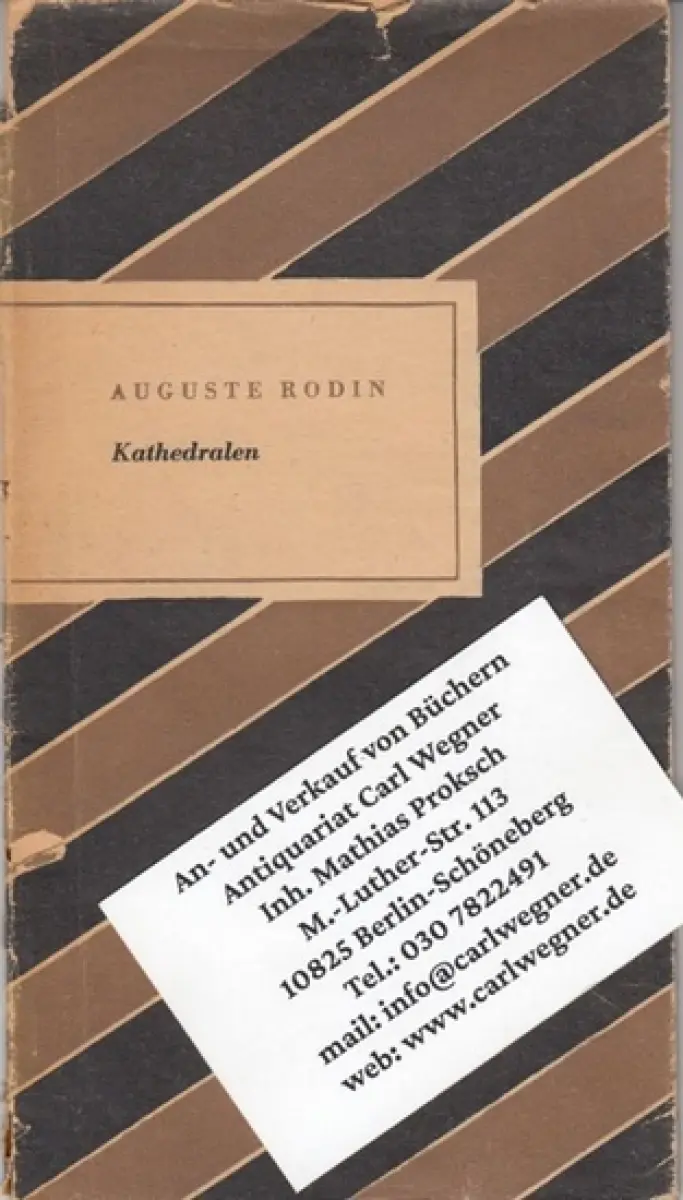 AUGUSTE RODIN
Kathedralen
An- und Verkauf von Büchern
Antiquariat Carl Wegner
Inh. Mathias Proksch
M.-Luther-Str. 113
10825 Berlin-Schöneberg
Tel.: 030 7822491
mail: info@carlwegner.de
web: www.carlwegner.de